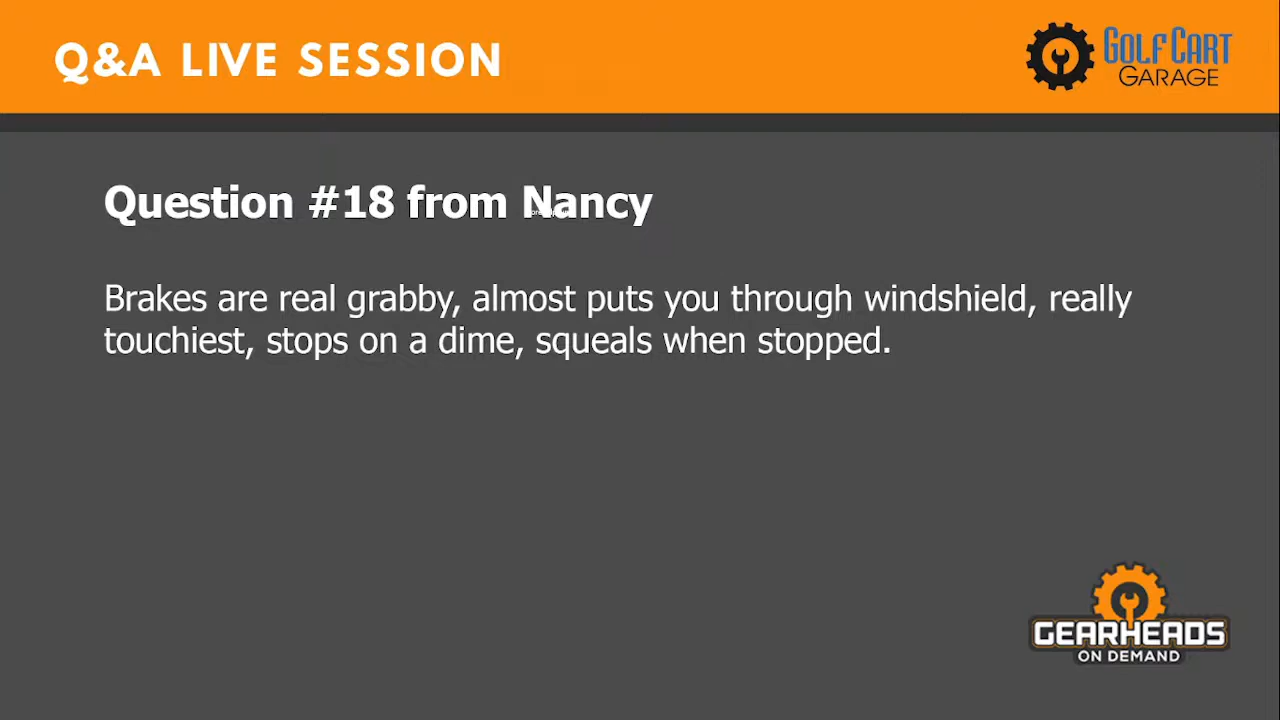 Q&A LIVE SESSION
GOLF CART
GARAGE
Question #18 from Nancy
Brakes are real grabby, almost puts you through windshield, really
touchiest, stops on a dime, squeals when stopped.
GEARHEADS
ON DEMAND